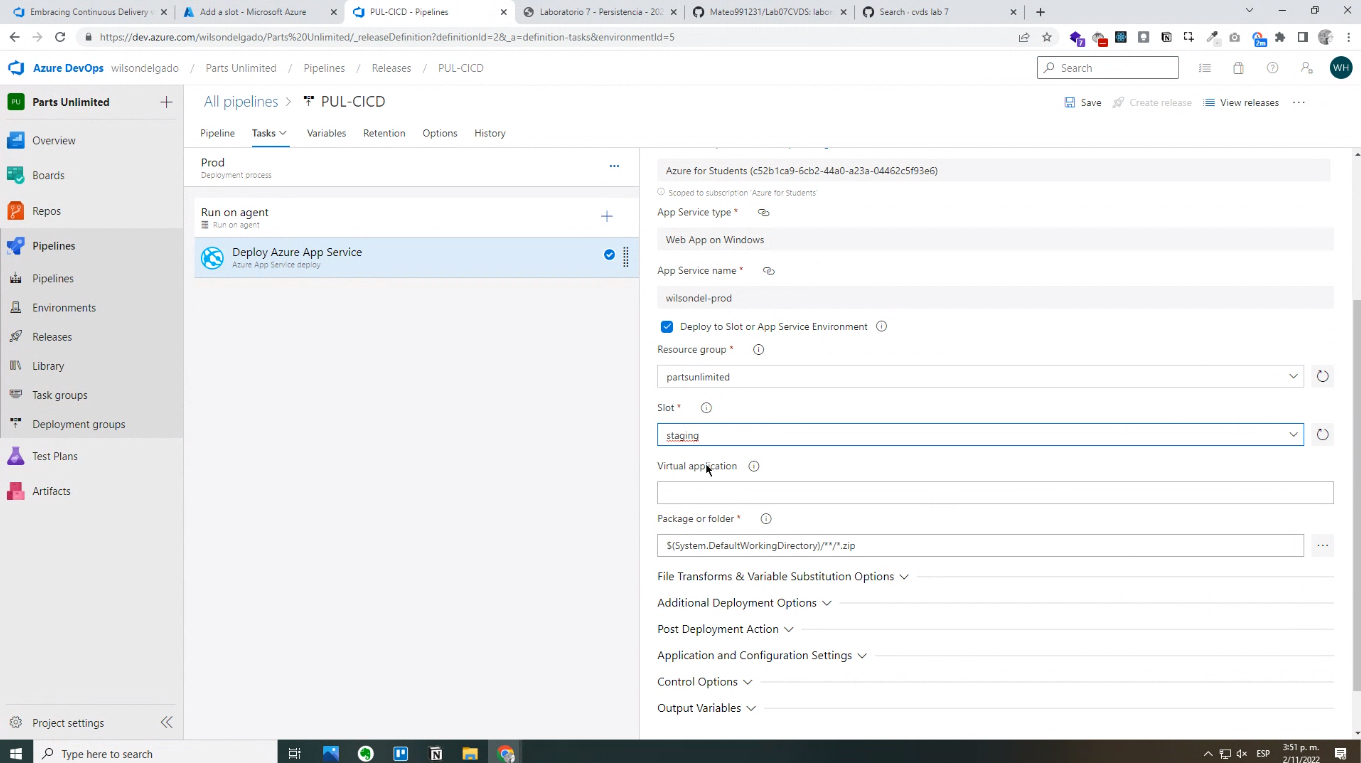 Embracing Continuous Delivery
Add a slot - Microsoft Azure
PUL-CICD - Pipelines
Laboratorio 7 - Persistencia - 202
Mateo991231/Lab07CVDS: labo
Search · cvds lab 7
https://dev.azure.com/wilsondelgado/Parts%20Unlimited/_releaseDefinition?definitionId=2&_a=definition-tasks&environmentId=5
Azure DevOps wilsondelgado / Parts Unlimited / Pipelines / Releases / PUL-CICD
Search
WH
PU Parts Unlimited
Overview
Boards
Repos
Pipelines
Pipelines
Environments
Releases
Library
Task groups
Deployment groups
Test Plans
Artifacts
Project settings
All pipelines > PUL-CICD
Save Create release View releases ...
Pipeline Tasks Variables Retention Options History
Prod
Deployment process
Run on agent
Run on agent
Deploy Azure App Service
Azure App Service deploy
Azure for Students (c52b1ca9-6cb2-44a0-a23a-04462c5f93e6)
Scoped to subscription 'Azure for Students'
App Service type *
Web App on Windows
App Service name *
wilsondel-prod
Deploy to Slot or App Service Environment
Resource group *
partsunlimited
Slot *
staging
Virtual application
Package or folder *
$(System.DefaultWorkingDirectory)/**/*.zip
File Transforms & Variable Substitution Options
Additional Deployment Options
Post Deployment Action
Application and Configuration Settings
Control Options
Output Variables
Type here to search
ESP
3:51 p. m.
2/11/2022